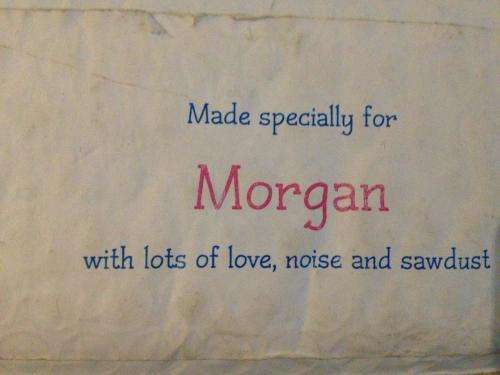 Made specially for
Morgan
with lots of love, noise and sawdust